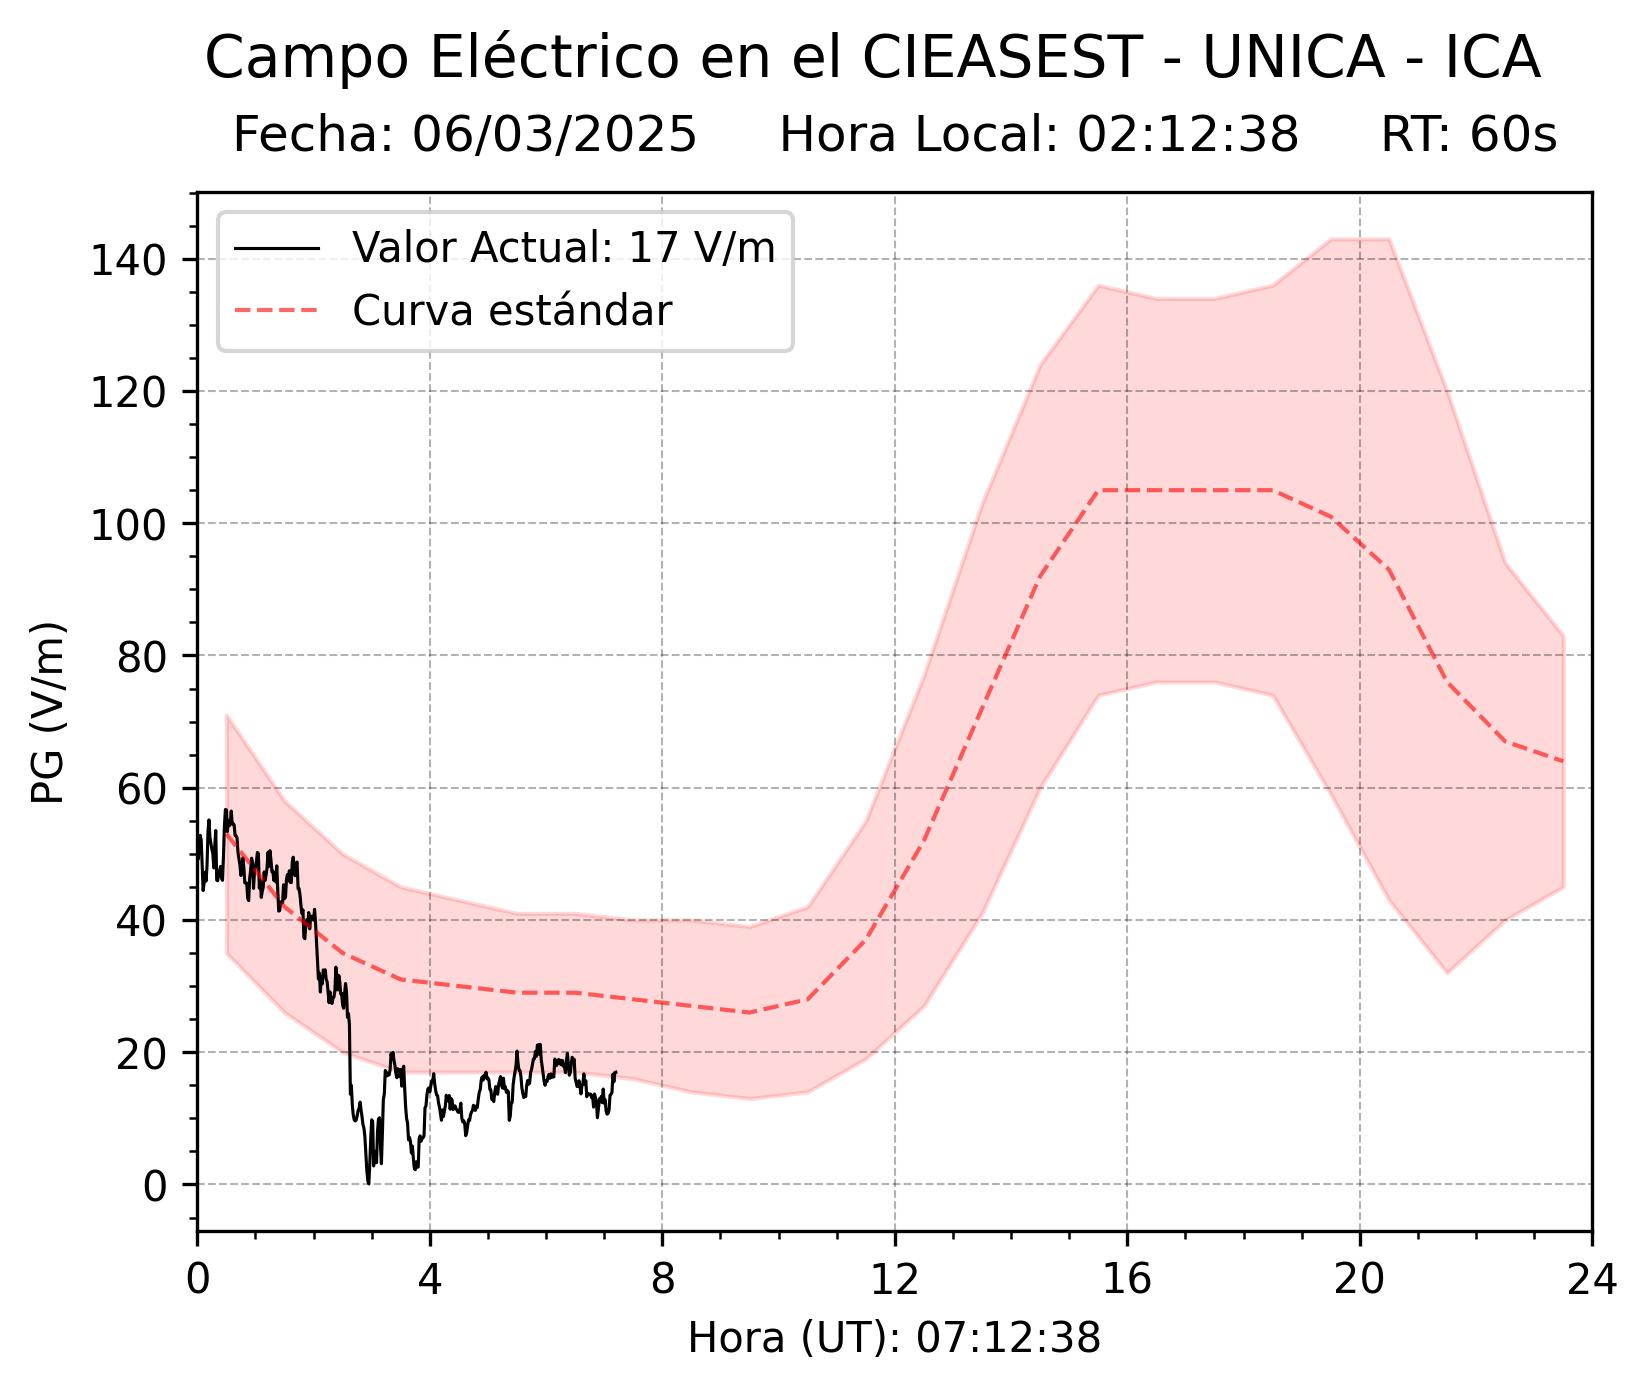 Campo Eléctrico en el CIEASEST - UNICA - ICA
Fecha: 06/03/2025 Hora Local: 02:12:38 RT: 60s
Valor Actual: 17 V/m
Curva estándar
PG (V/m)
140
120
100
80
60
40
20
0
0 4 8 12 16 20 24
Hora (UT): 07:12:38